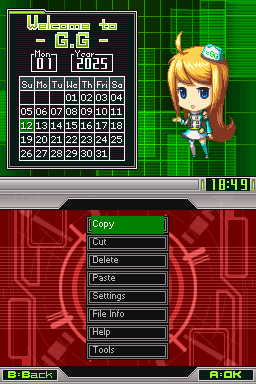 Welcome to
- G.G -
Mon Year
01 2025
Su Mo Tu We Th Fri Sa
01 02 03 04
05 06 07 08 09 10 11
12 13 14 15 16 17 18
19 20 21 22 23 24 25
26 27 28 29 30 31
18:49
Copy
Cut
Delete
Paste
Settings
File Info
Help
Tools
B:Back A:OK